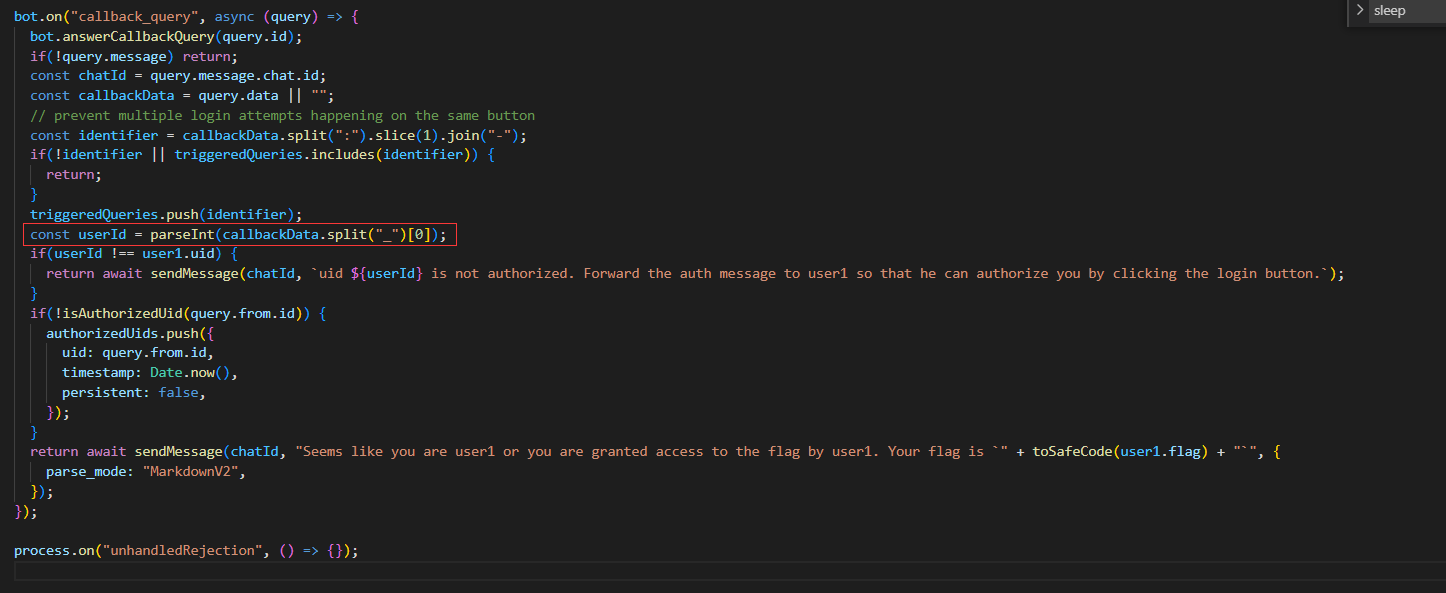 bot.on("callback_query", async (query) => {
sleep
bot.answerCallbackQuery(query.id);
if(!query.message) return;
const chatId = query.message.chat.id;
const callbackData = query.data || "";
// prevent multiple login attempts happening on the same button
const identifier = callbackData.split(":").slice(1).join("-");
if(!identifier || triggeredQueries.includes(identifier)) {
return;
}
triggeredQueries.push(identifier);
const userId = parseInt(callbackData.split("_")[0]);
if(userId !== user1.uid) {
return await sendMessage(chatId, `uid ${userId} is not authorized. Forward the auth message to user1 so that he can authorize you by clicking the login button.`);
}
if(!isAuthorizedUid(query.from.id)) {
authorizedUids.push({
uid: query.from.id,
timestamp: Date.now(),
persistent: false,
});
}
return await sendMessage(chatId, "Seems like you are user1 or you are granted access to the flag by user1. Your flag is `" + toSafeCode(user1.flag) + "`", {
parse_mode: "MarkdownV2",
});
});
process.on("unhandledRejection", () => {});